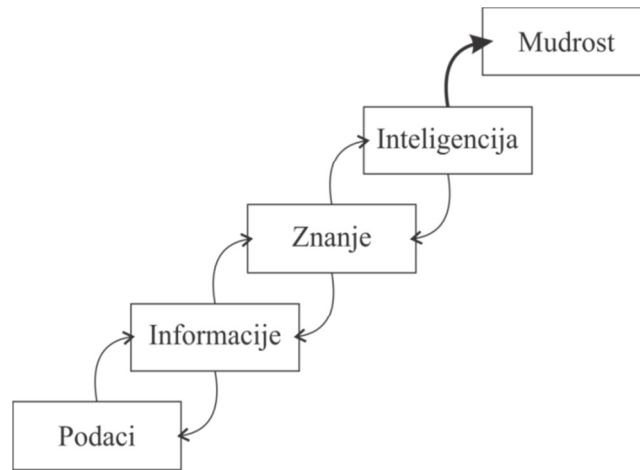 Mudrost
Inteligencija
Znanje
Informacije
Podaci